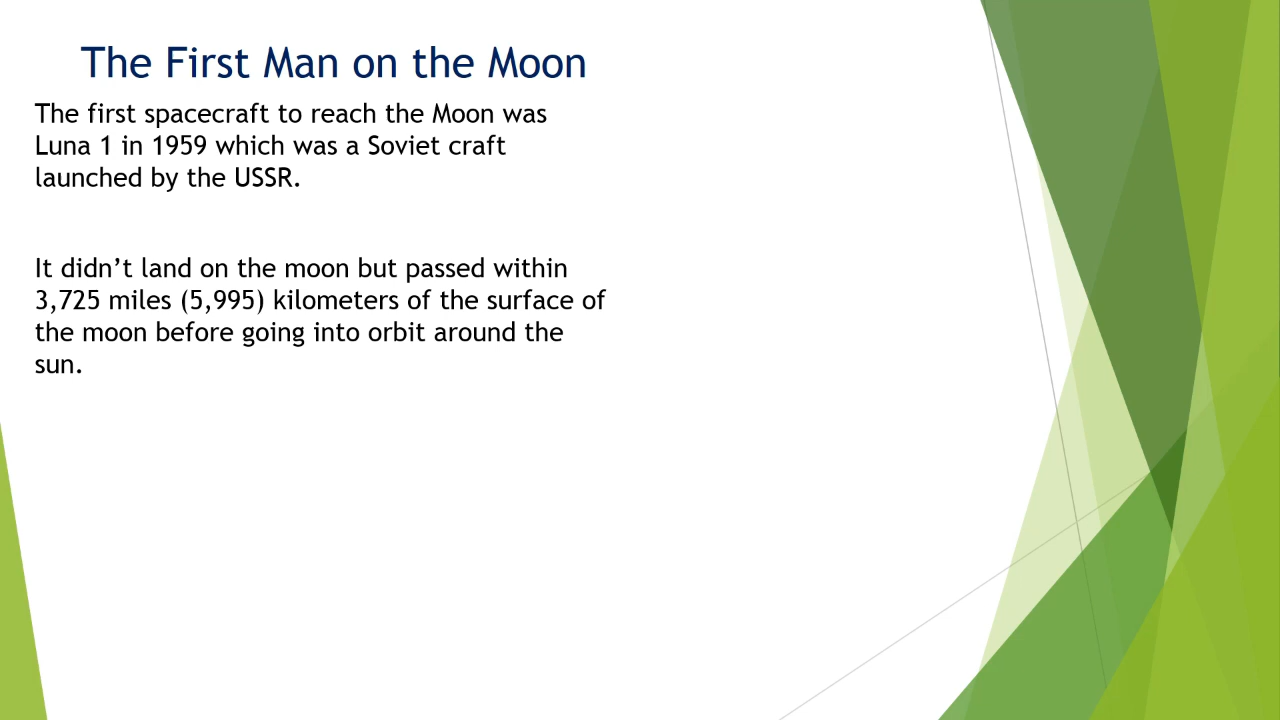 The First Man on the Moon
The first spacecraft to reach the Moon was
Luna 1 in 1959 which was a Soviet craft
launched by the USSR.
It didn’t land on the moon but passed within
3,725 miles (5,995) kilometers of the surface of
the moon before going into orbit around the
sun.